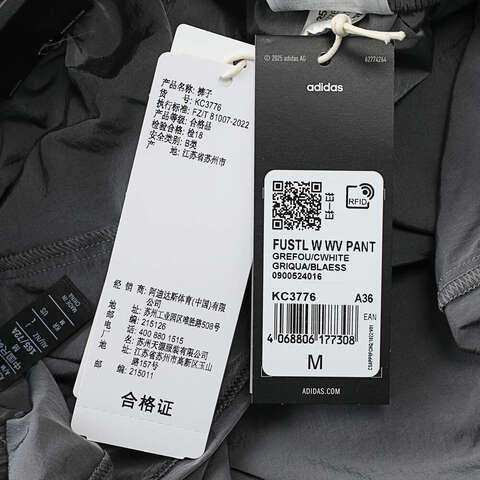 产品名称: 裤子
货 号: KC3776
执行标准: FZ/T 81007-2022
产品等级: 合格品
检验合格: 检18
安全类别: B类
产 地: 江苏省苏州市
经 销 商: 阿迪达斯体育(中国)有限
公司
地 址: 苏州工业园区唯胜路508号
邮 编: 215126
电 话: 400 880 1515
制 造 商: 苏州天源服装有限公司
地 址: 江苏省苏州市高新区玉山
路157号
邮 编: 215011
合格证
© 2025 adidas AG
62774264
adidas
RFID
FUSTL W WV PANT
GREFOU/CWHITE
GRIQUA/BLAESS
0900524016
KC3776 A36
EAN
4 068806 177308
M
ADIDAS.COM